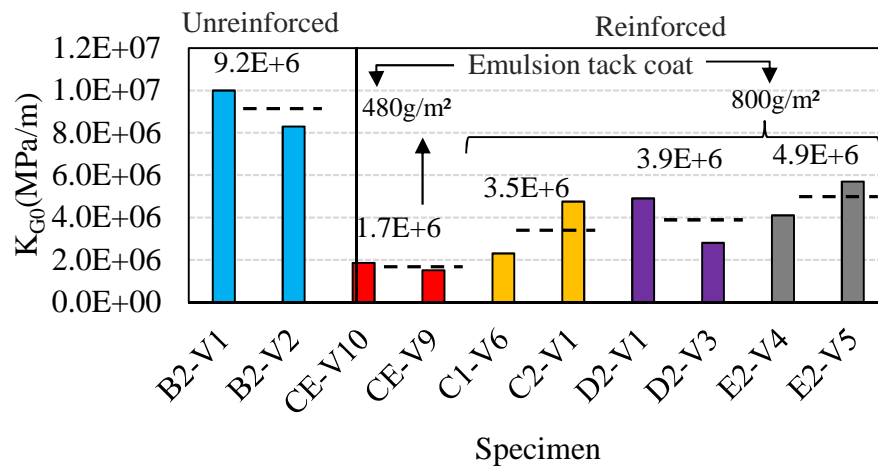 Unreinforced Reinforced
1.2E+07
1.0E+07
8.0E+06
6.0E+06
4.0E+06
2.0E+06
0.0E+00
K_G0(MPa/m)
9.2E+6
Emulsion tack coat
480g/m²
800g/m²
1.7E+6
3.5E+6
3.9E+6
4.9E+6
B2-V1
B2-V2
CE-V10
CE-V9
C1-V6
C2-V1
D2-V1
D2-V3
E2-V4
E2-V5
Specimen